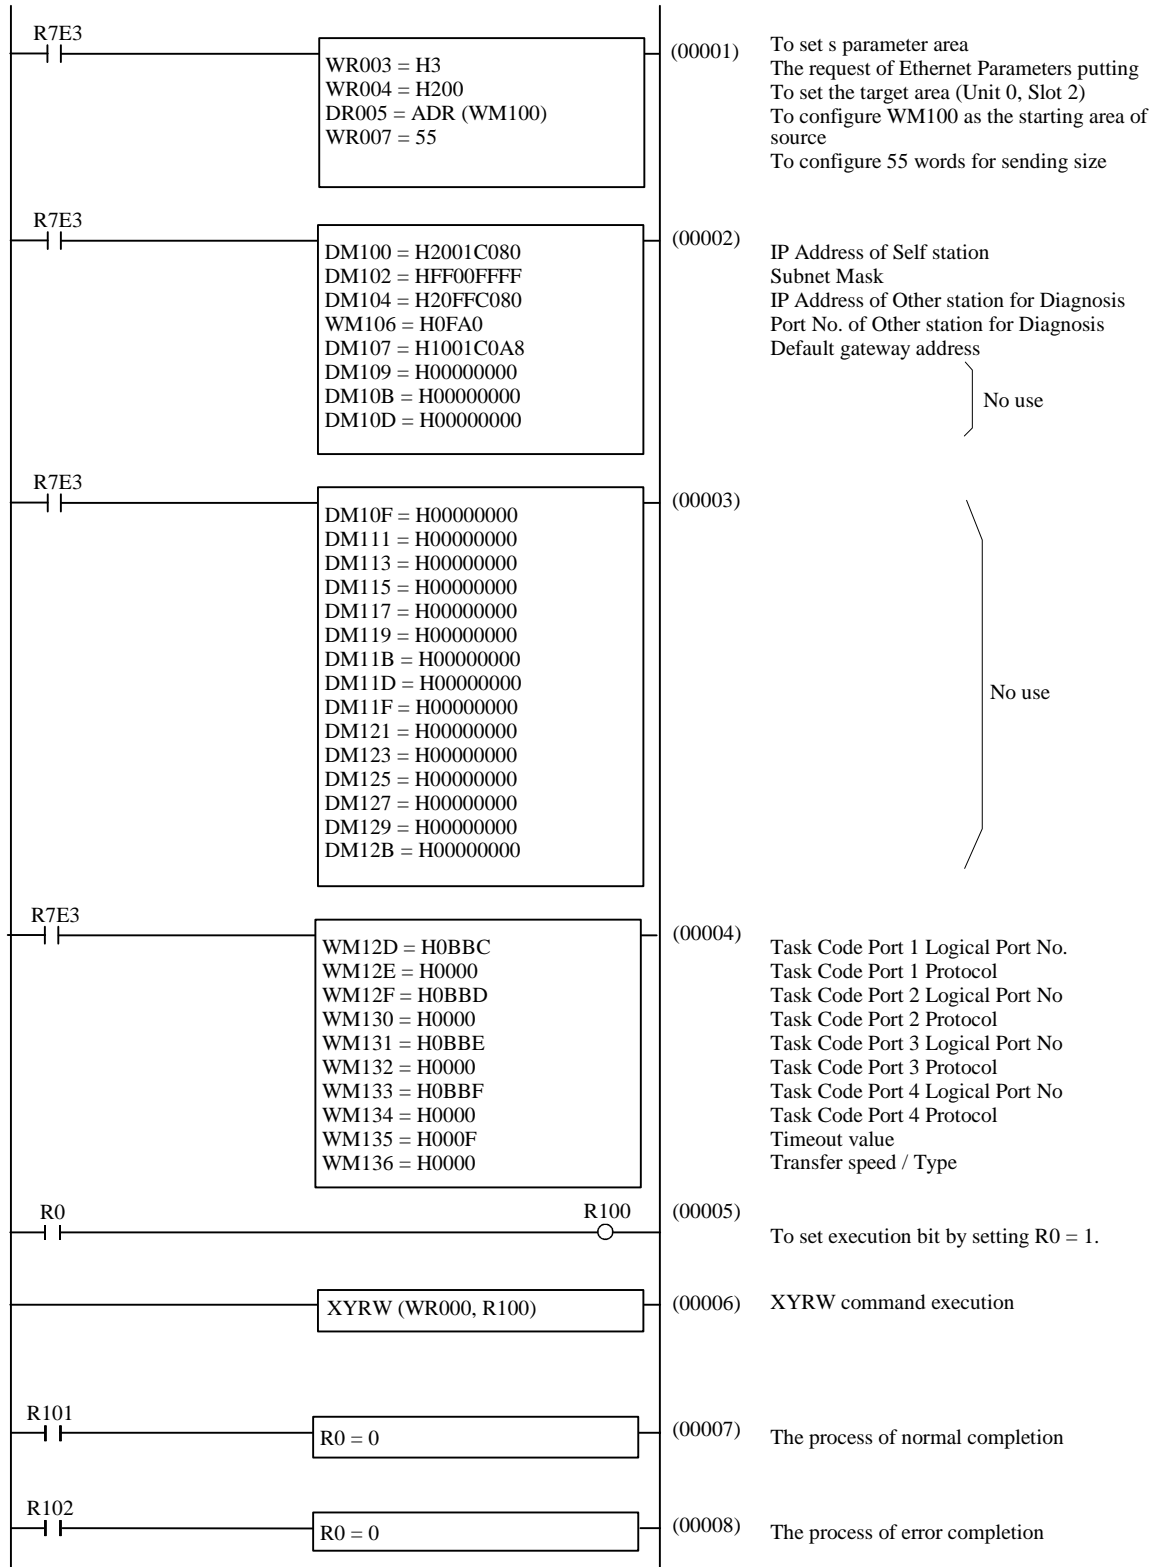 R7E3
(00001)
WR003 = H3
WR004 = H200
DR005 = ADR (WM100)
WR007 = 55
To set s parameter area
The request of Ethernet Parameters putting
To set the target area (Unit 0, Slot 2)
To configure WM100 as the starting area of
source
To configure 55 words for sending size
R7E3
(00002)
DM100 = H2001C080
DM102 = HFF00FFFF
DM104 = H20FFC080
WM106 = H0FA0
DM107 = H1001C0A8
DM109 = H00000000
DM10B = H00000000
DM10D = H00000000
IP Address of Self station
Subnet Mask
IP Address of Other station for Diagnosis
Port No. of Other station for Diagnosis
Default gateway address
No use
R7E3
(00003)
DM10F = H00000000
DM111 = H00000000
DM113 = H00000000
DM115 = H00000000
DM117 = H00000000
DM119 = H00000000
DM11B = H00000000
DM11D = H00000000
DM11F = H00000000
DM121 = H00000000
DM123 = H00000000
DM125 = H00000000
DM127 = H00000000
DM129 = H00000000
DM12B = H00000000
No use
R7E3
(00004)
WM12D = H0BBC
WM12E = H0000
WM12F = H0BBD
WM130 = H0000
WM131 = H0BBE
WM132 = H0000
WM133 = H0BBF
WM134 = H0000
WM135 = H000F
WM136 = H0000
Task Code Port 1 Logical Port No.
Task Code Port 1 Protocol
Task Code Port 2 Logical Port No
Task Code Port 2 Protocol
Task Code Port 3 Logical Port No
Task Code Port 3 Protocol
Task Code Port 4 Logical Port No
Task Code Port 4 Protocol
Timeout value
Transfer speed / Type
R0
R100
(00005)
To set execution bit by setting R0 = 1.
XYRW (WR000, R100)
(00006)
XYRW command execution
R101
R0 = 0
(00007)
The process of normal completion
R102
R0 = 0
(00008)
The process of error completion